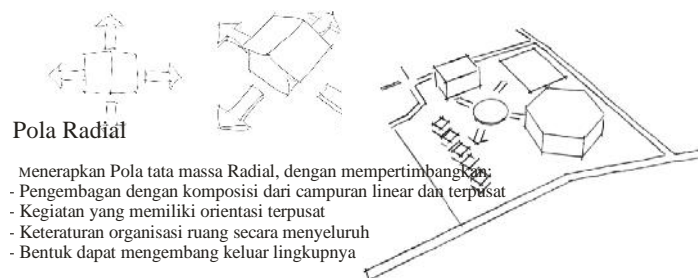 Pola Radial
Menerapkan Pola tata massa Radial, dengan mempertimbangkan:
- Pengembagan dengan komposisi dari campuran linear dan terpusat
- Kegiatan yang memiliki orientasi terpusat
- Keteraturan organisasi ruang secara menyeluruh
- Bentuk dapat mengembang keluar lingkupnya